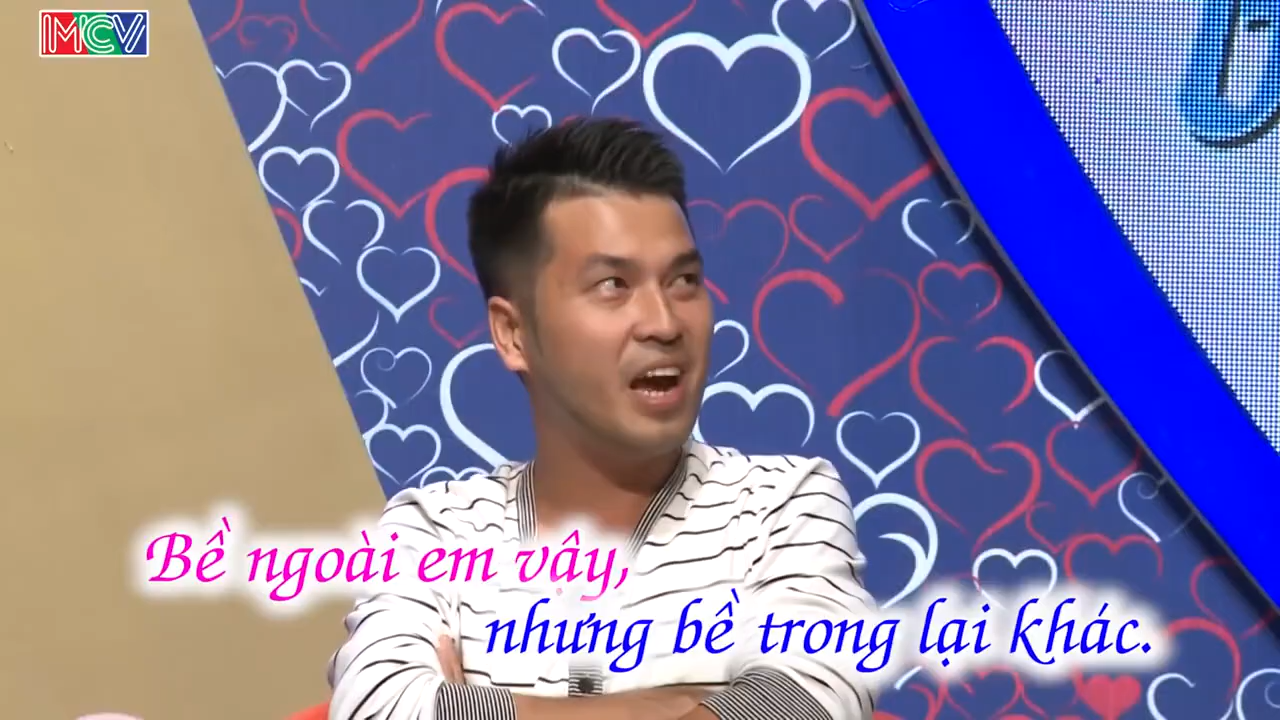 MCV
Bề ngoài em vậy,
nhưng bề trong lại khác.